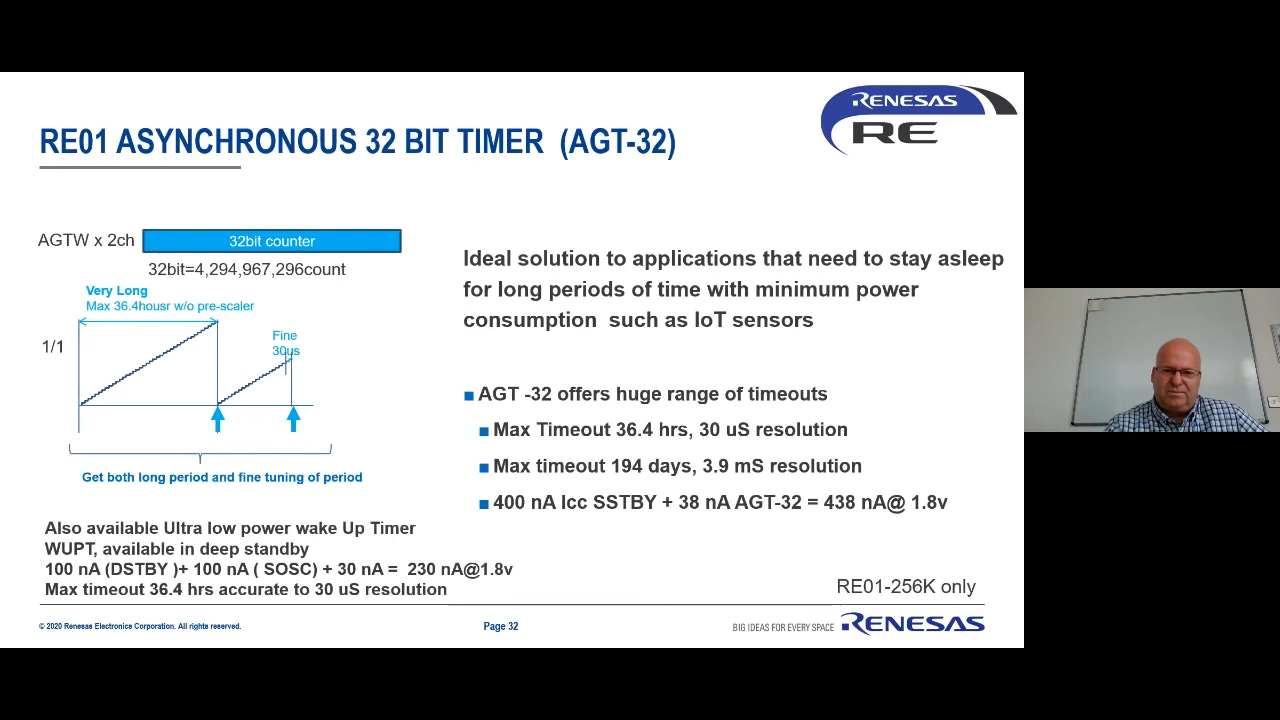 RENESAS
RE
RE01 ASYNCHRONOUS 32 BIT TIMER (AGT-32)
AGTW x 2ch
32bit counter
32bit=4,294,967,296count
Very Long
Max 36.4housr w/o pre-scaler
Fine
30us
1/1
Get both long period and fine tuning of period
Also available Ultra low power wake Up Timer
WUPT, available in deep standby
100 nA (DSTBY )+ 100 nA ( SOSC) + 30 nA = 230 nA@1.8v
Max timeout 36.4 hrs accurate to 30 uS resolution
Ideal solution to applications that need to stay asleep
for long periods of time with minimum power
consumption such as IoT sensors
■ AGT -32 offers huge range of timeouts
■ Max Timeout 36.4 hrs, 30 uS resolution
■ Max timeout 194 days, 3.9 mS resolution
■ 400 nA Icc SSTBY + 38 nA AGT-32 = 438 nA@ 1.8v
RE01-256K only
© 2020 Renesas Electronics Corporation. All rights reserved.
Page 32
BIG IDEAS FOR EVERY SPACE
RENESAS